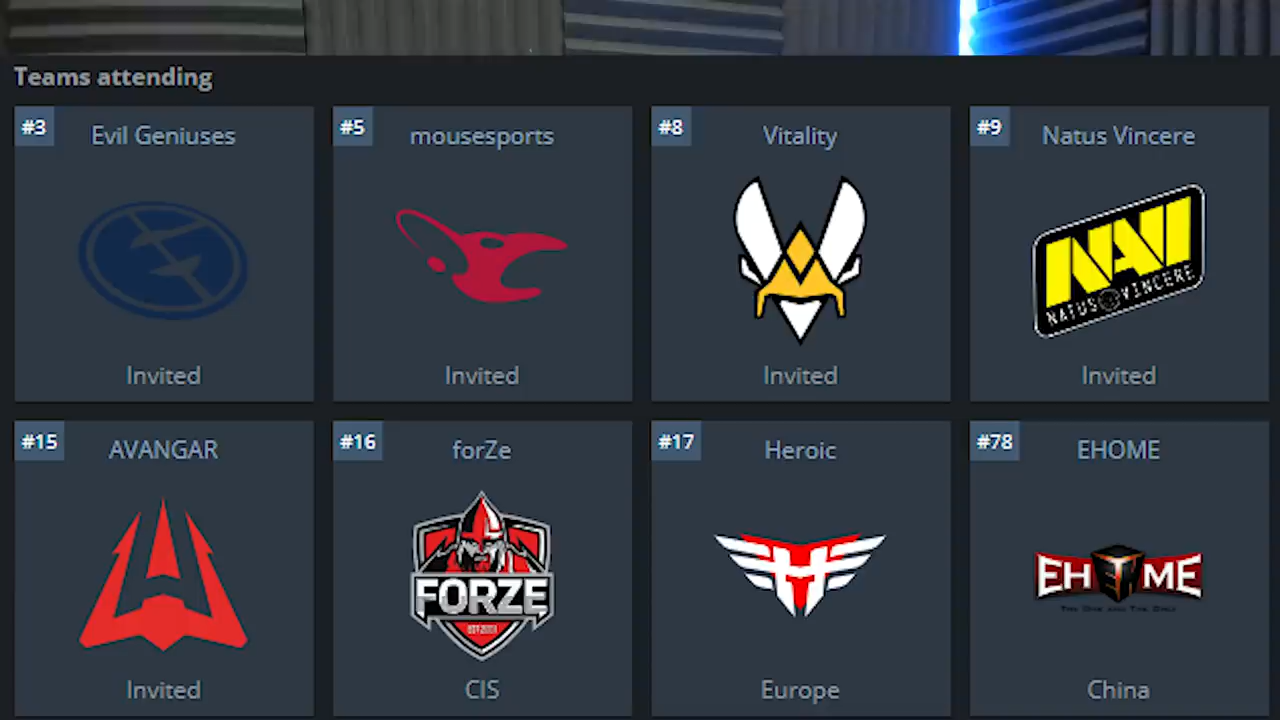 Teams attending
#3 Evil Geniuses
#5 mousesports
#8 Vitality
#9 Natus Vincere
NAVI
NATUS VINCERE
Invited
Invited
Invited
Invited
#15 AVANGAR
#16 forZe
#17 Heroic
#78 EHOME
FORZE
EHOME
Invited
CIS
Europe
China